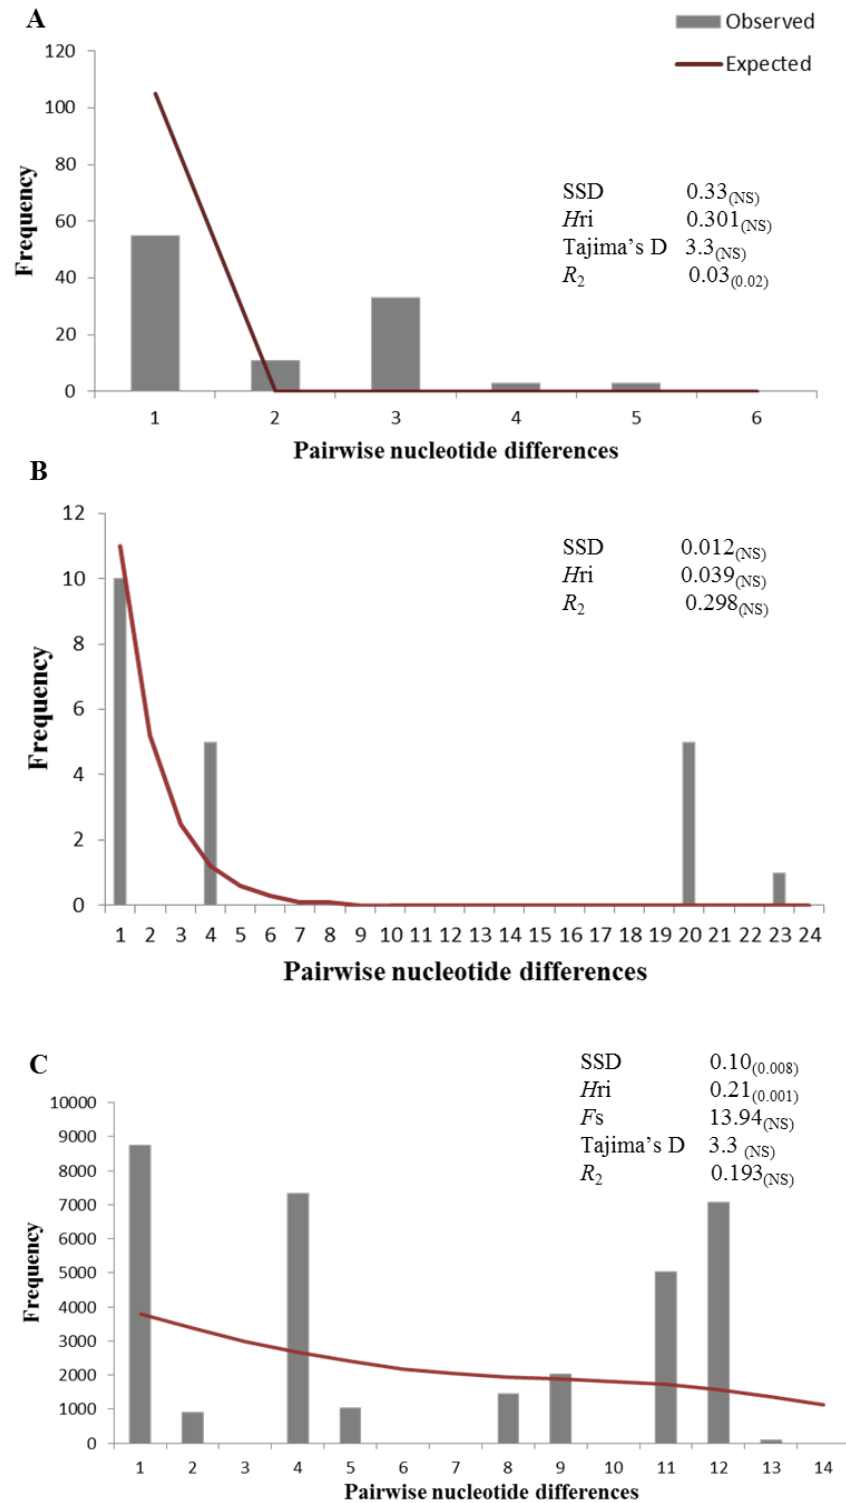 A
Observed
Expected
120
100
80
60
40
20
0
Frequency
SSD 0.33(NS)
Hri 0.301(NS)
Tajima's D 3.3(NS)
R2 0.03(0.02)
1 2 3 4 5 6
Pairwise nucleotide differences
B
12
10
8
6
4
2
0
Frequency
SSD 0.012(NS)
Hri 0.039(NS)
R2 0.298(NS)
1 2 3 4 5 6 7 8 9 10 11 12 13 14 15 16 17 18 19 20 21 22 23 24
Pairwise nucleotide differences
C
SSD 0.10(0.008)
Hri 0.21(0.001)
Fs 13.94(NS)
Tajima's D 3.3 (NS)
R2 0.193(NS)
10000
9000
8000
7000
6000
5000
4000
3000
2000
1000
0
Frequency
1 2 3 4 5 6 7 8 9 10 11 12 13 14
Pairwise nucleotide differences